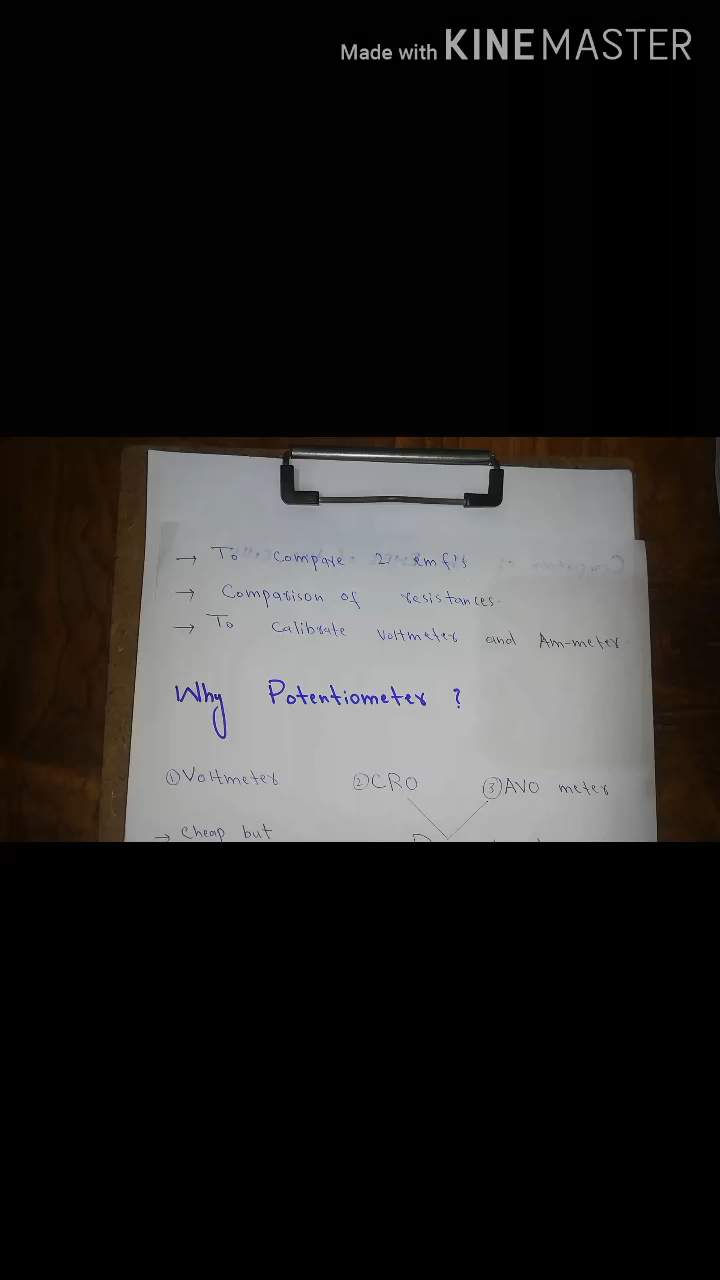 Made with KINEMASTER
→ To Compare 2 emf's
→ Comparison of resistances.
→ To Calibrate Voltmeter and Am-meter.
Why Potentiometer ?
①Voltmeter ②CRO ③AVO meter
→ Cheap but